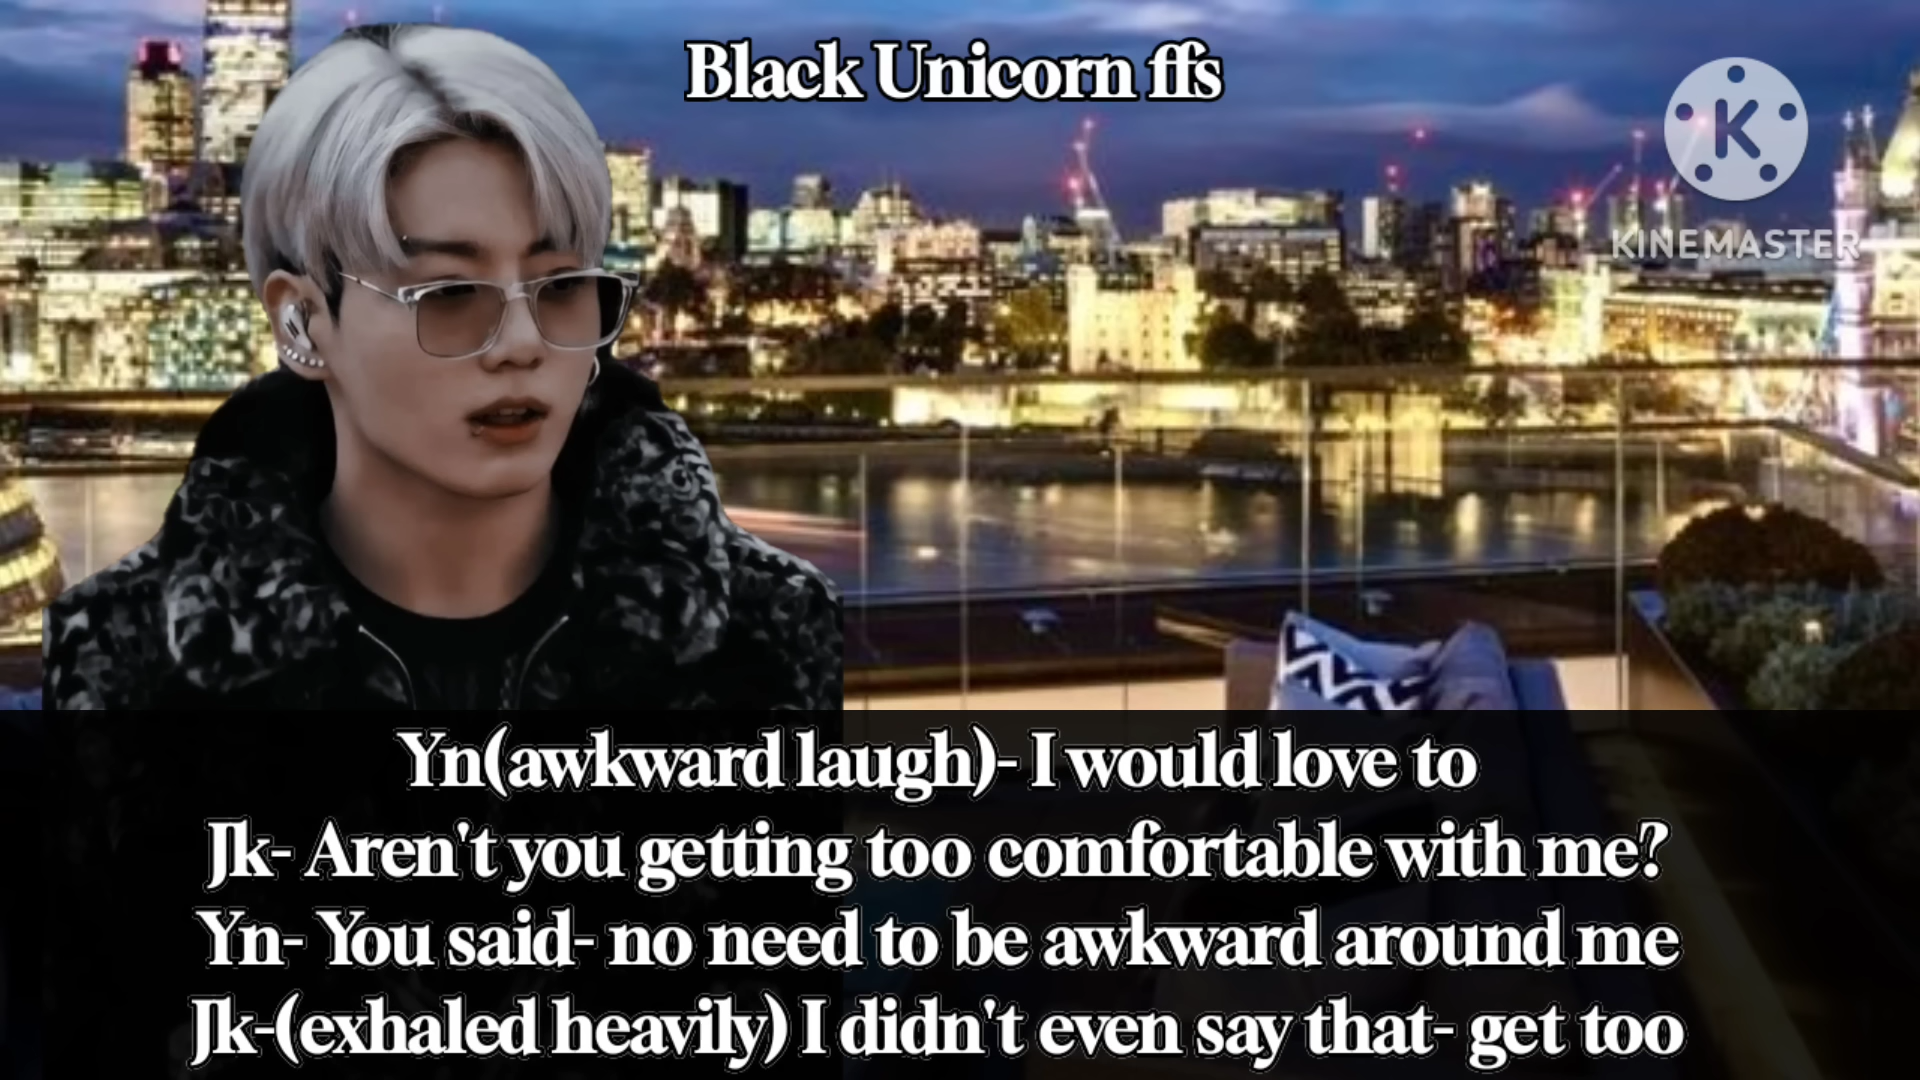 Black Unicorn ffs
K
KINEMASTER
Yn(awkward laugh)- I would love to
Jk- Aren't you getting too comfortable with me?
Yn- You said- no need to be awkward around me
Jk-(exhaled heavily) I didn't even say that- get too